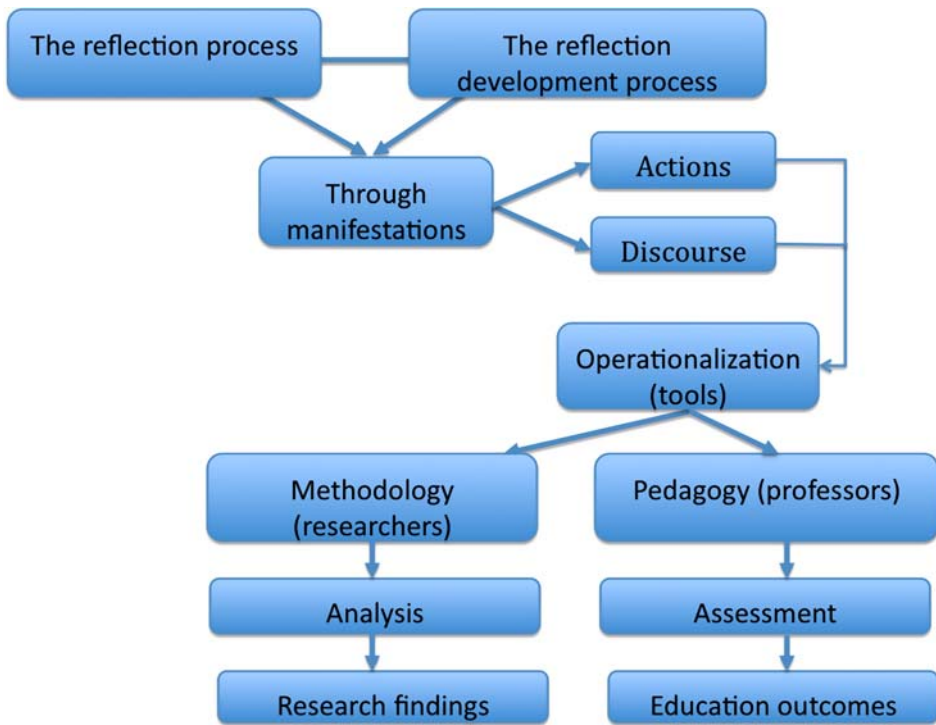 The reflection process
The reflection
development process
Through
manifestations
Actions
Discourse
Operationalization
(tools)
Methodology
(researchers)
Pedagogy (professors)
Analysis
Assessment
Research findings
Education outcomes